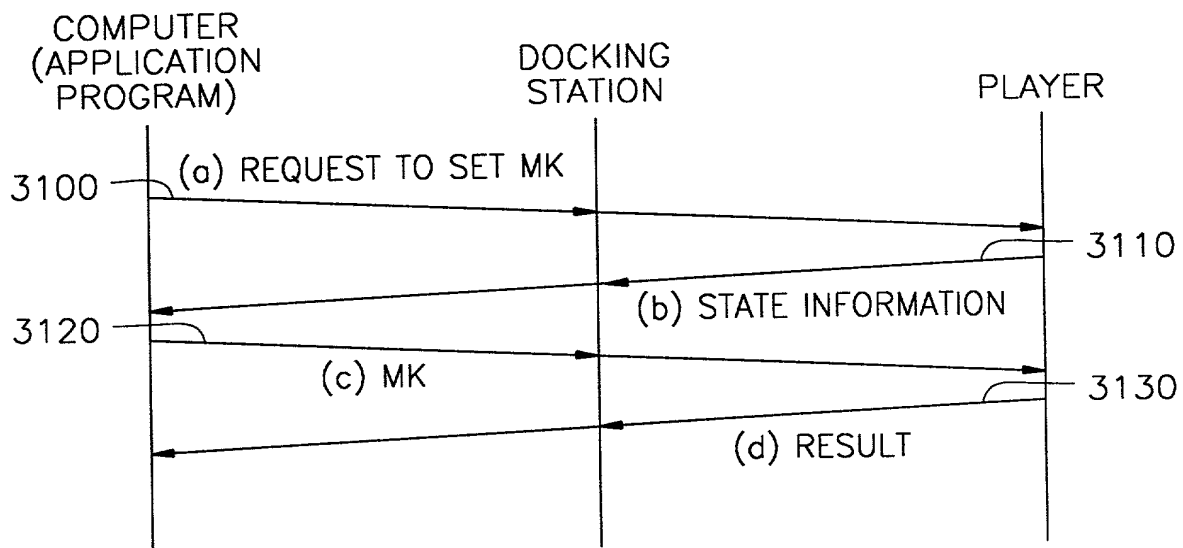 COMPUTER
(APPLICATION
PROGRAM)
DOCKING
STATION
PLAYER
(a) REQUEST TO SET MK
3100
3110
(b) STATE INFORMATION
3120
(c) MK
3130
(d) RESULT